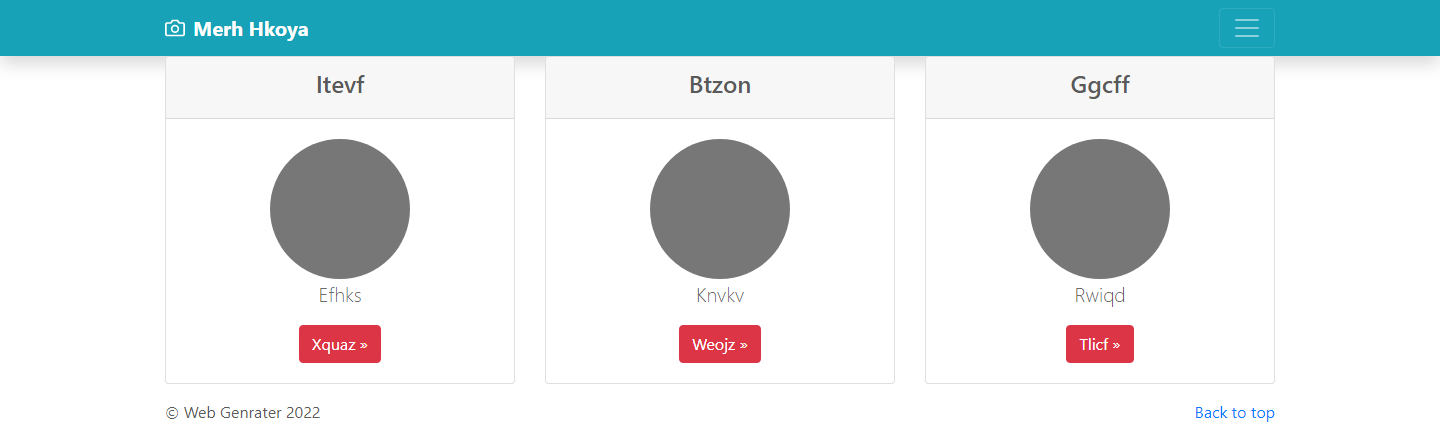 Merh Hkoya
Itevf
Btzon
Ggcff
Efhks
Knvkv
Rwiqd
Xquaz »
Weojz »
Tlicf »
© Web Genrater 2022
Back to top